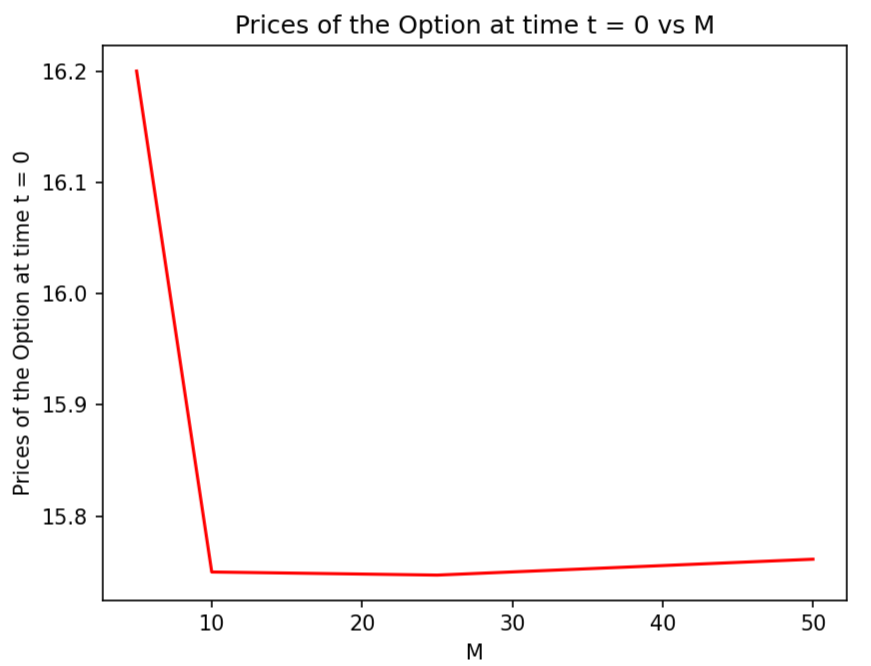 Prices of the Option at time t = 0 vs M
Prices of the Option at time t = 0
16.2
16.1
16.0
15.9
15.8
10 20 30 40 50
M